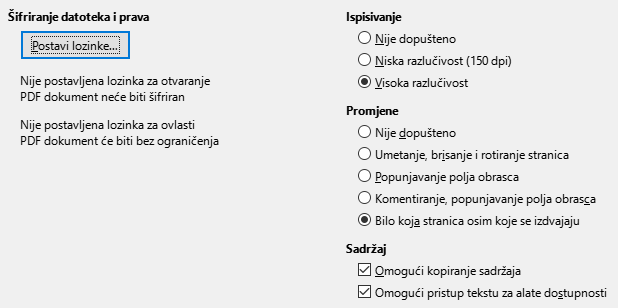 Šifriranje datoteka i prava
Postavi lozinke...
Nije postavljena lozinka za otvaranje
PDF dokument neće biti šifriran
Nije postavljena lozinka za ovlasti
PDF dokument će biti bez ograničenja
Ispisivanje
Nije dopušteno
Niska razlučivost (150 dpi)
Visoka razlučivost
Promjene
Nije dopušteno
Umetanje, brisanje i rotiranje stranica
Popunjavanje polja obrasca
Komentiranje, popunjavanje polja obrasca
Bilo koja stranica osim koje se izdvajaju
Sadržaj
Omogući kopiranje sadržaja
Omogući pristup tekstu za alate dostupnosti